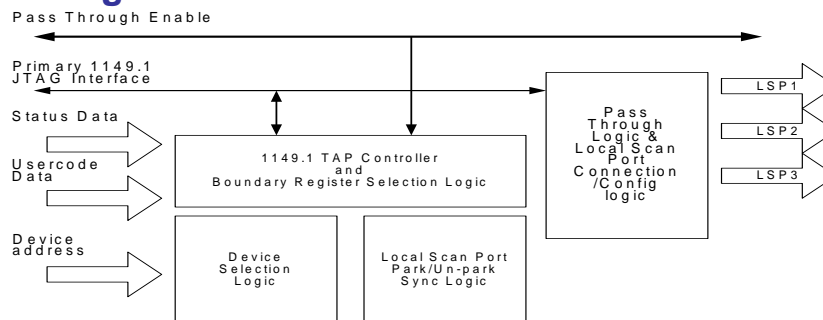 Pass Through Enable
Primary 1149.1
JTAG Interface
Status Data
Usercode
Data
Device
address
1149.1 TAP Controller
and
Boundary Register Selection Logic
Device
Selection
Logic
Local Scan Port
Park/Un-park
Sync Logic
Pass
Through
Logic &
Local Scan
Port
Connection
/Config
logic
LSP1
LSP2
LSP3